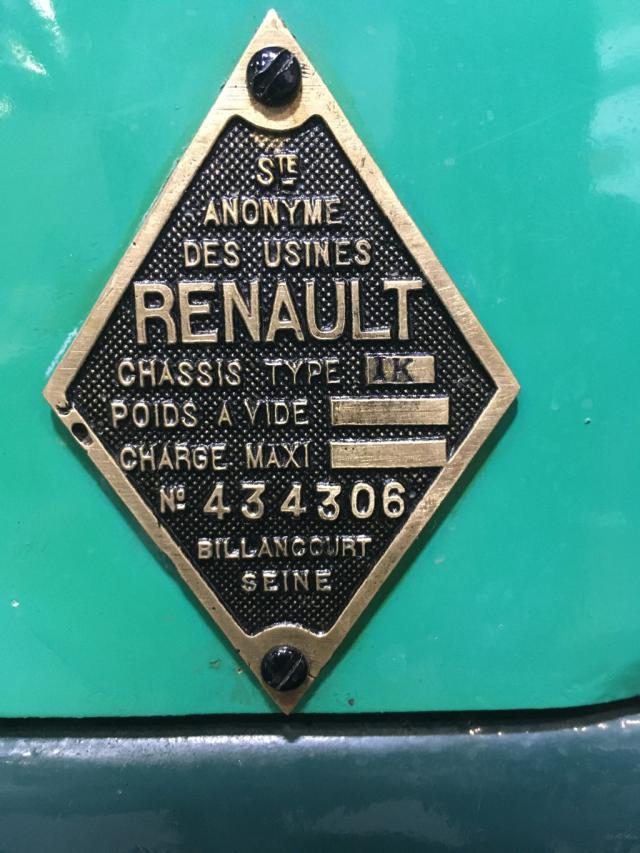 STE
ANONYME
DES USINES
RENAULT
CHASSIS TYPE IK
POIDS A VIDE
CHARGE MAXI
Nº 434306
BILLANCOURT
SEINE